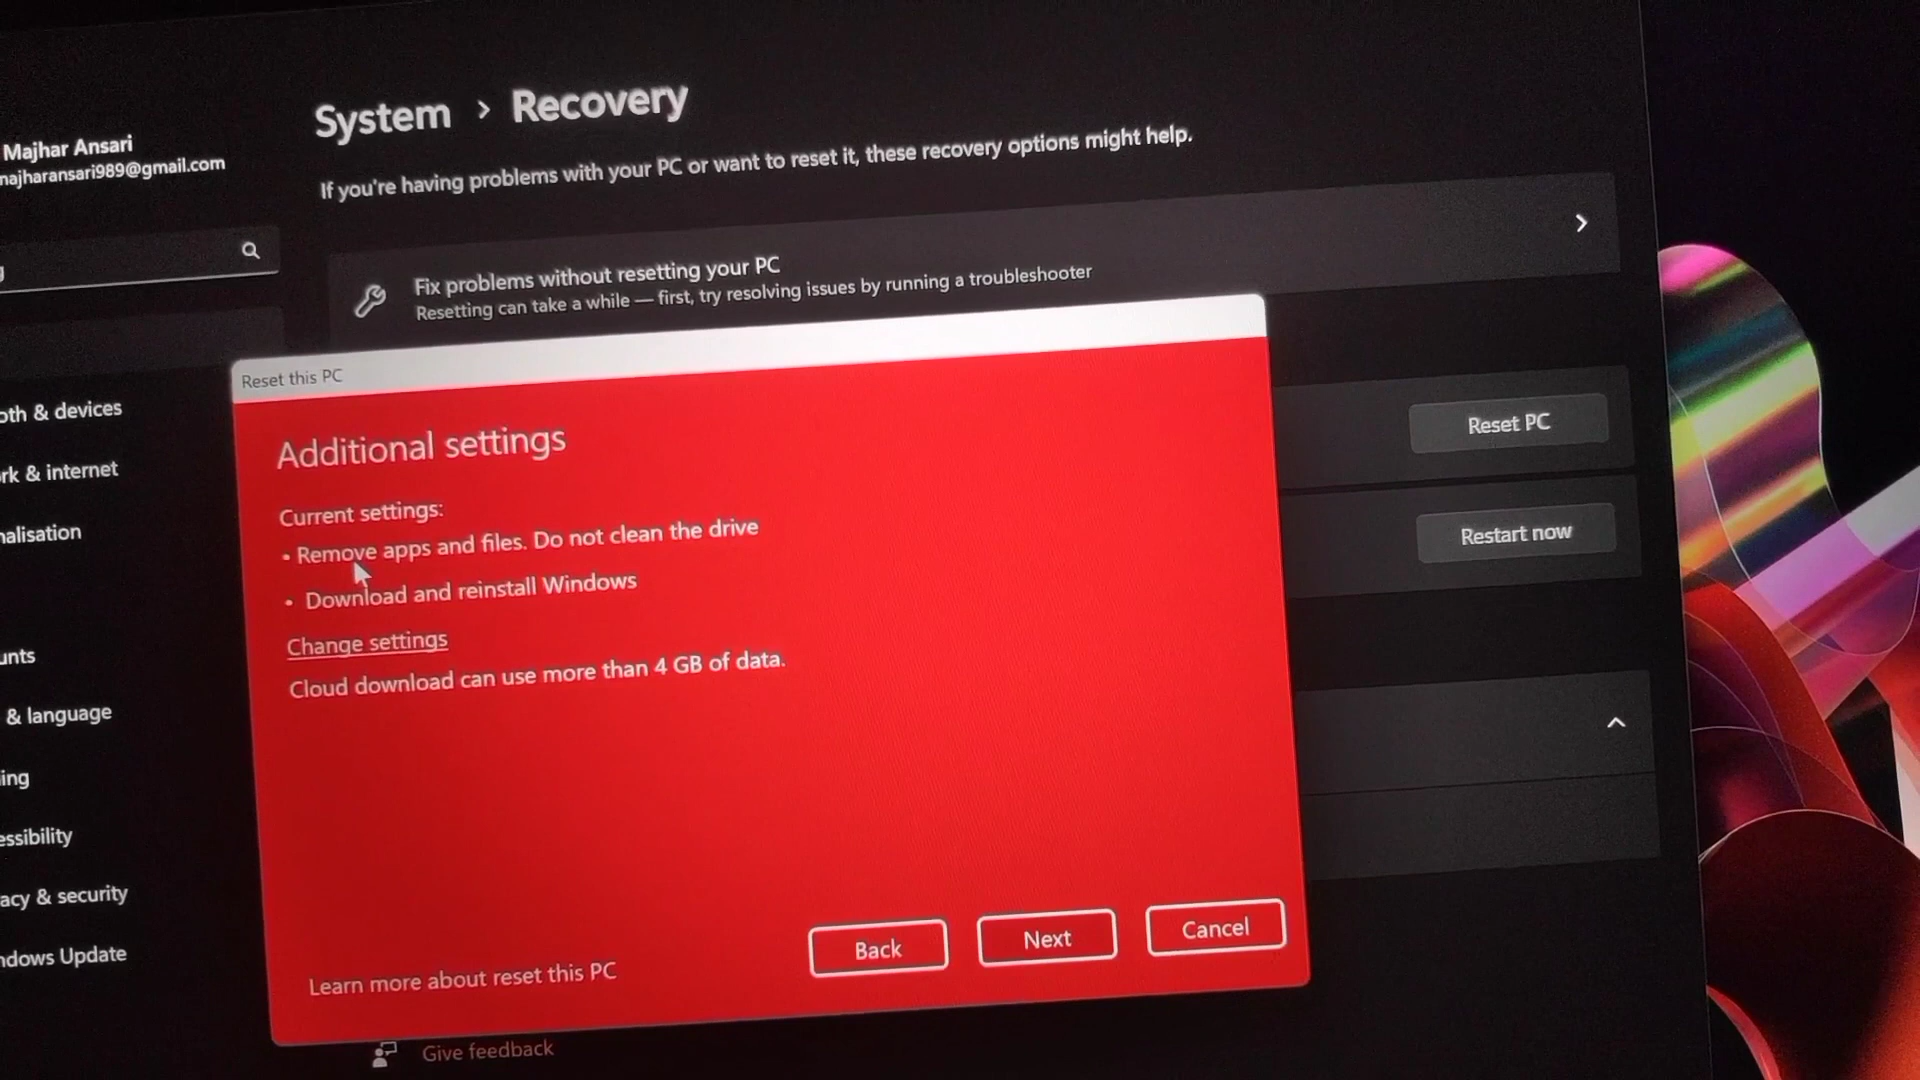 System > Recovery
Majhar Ansari
najharansari989@gmail.com
If you're having problems with your PC or want to reset it, these recovery options might help.
Fix problems without resetting your PC
Resetting can take a while — first, try resolving issues by running a troubleshooter
Reset this PC
Additional settings
Current settings:
• Remove apps and files. Do not clean the drive
• Download and reinstall Windows
Change settings
Cloud download can use more than 4 GB of data.
Back
Next
Cancel
Learn more about reset this PC
Reset PC
Restart now
oth & devices
rk & internet
nalisation
unts
& language
ing
essibility
acy & security
ndows Update
Give feedback